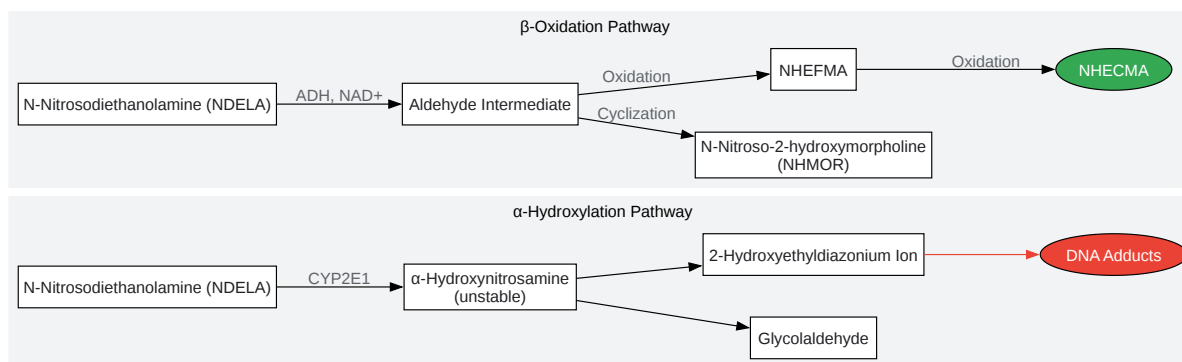 β-Oxidation Pathway
N-Nitrosodiethanolamine (NDELA)
ADH, NAD+
Aldehyde Intermediate
Oxidation
NHEFMA
Oxidation
NHECMA
Cyclization
N-Nitroso-2-hydroxymorpholine
(NHMOR)
α-Hydroxylation Pathway
N-Nitrosodiethanolamine (NDELA)
CYP2E1
α-Hydroxynitrosamine
(unstable)
2-Hydroxyethyldiazonium Ion
DNA Adducts
Glycolaldehyde